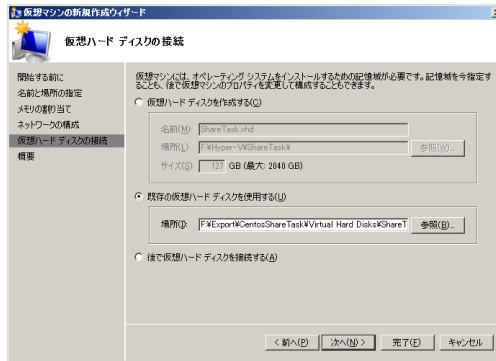 仮想マシンの新規作成ウィザード
仮想ハード ディスクの接続
開始する前に
名前と場所の指定
メモリの割り当て
ネットワークの構成
仮想ハード ディスクの接続
概要
仮想マシンには、オペレーティング システムをインストールするための記憶域が必要です。記憶域を今指定す
ることも、後で仮想マシンのプロパティを変更して構成することもできます。
仮想ハード ディスクを作成する(C)
名前(M): ShareTask.vhd
場所(L): F:¥Hyper-V¥ShareTask¥ 参照(W)...
サイズ(S): 127 GB (最大: 2040 GB)
既存の仮想ハード ディスクを使用する(U)
場所(I): F:¥Export¥CentosShareTask¥Virtual Hard Disks¥ShareT 参照(B)...
後で仮想ハード ディスクを接続する(A)
< 前へ(P) 次へ(N) > 完了(F) キャンセル